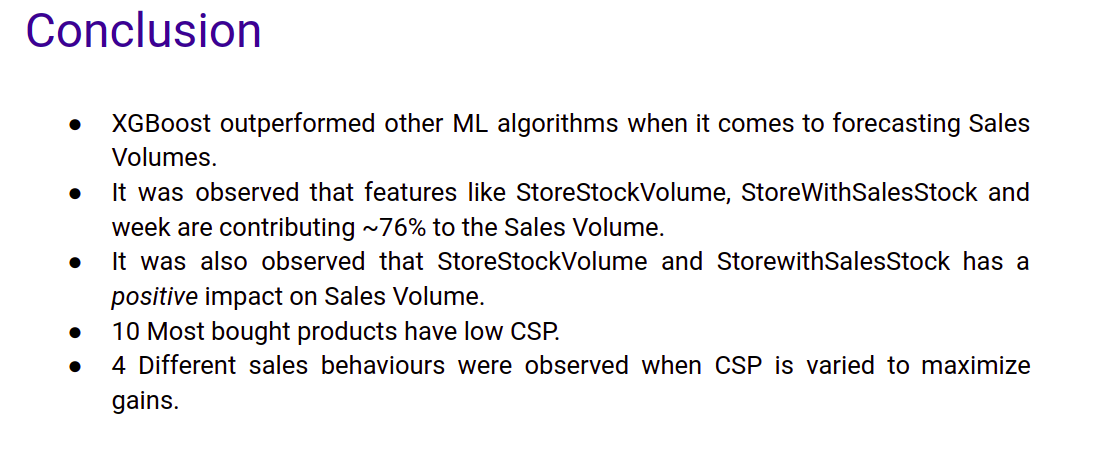 Conclusion
● XGBoost outperformed other ML algorithms when it comes to forecasting Sales
Volumes.
● It was observed that features like StoreStockVolume, StoreWithSalesStock and
week are contributing ~76% to the Sales Volume.
● It was also observed that StoreStockVolume and StorewithSalesStock has a
positive impact on Sales Volume.
● 10 Most bought products have low CSP.
● 4 Different sales behaviours were observed when CSP is varied to maximize
gains.